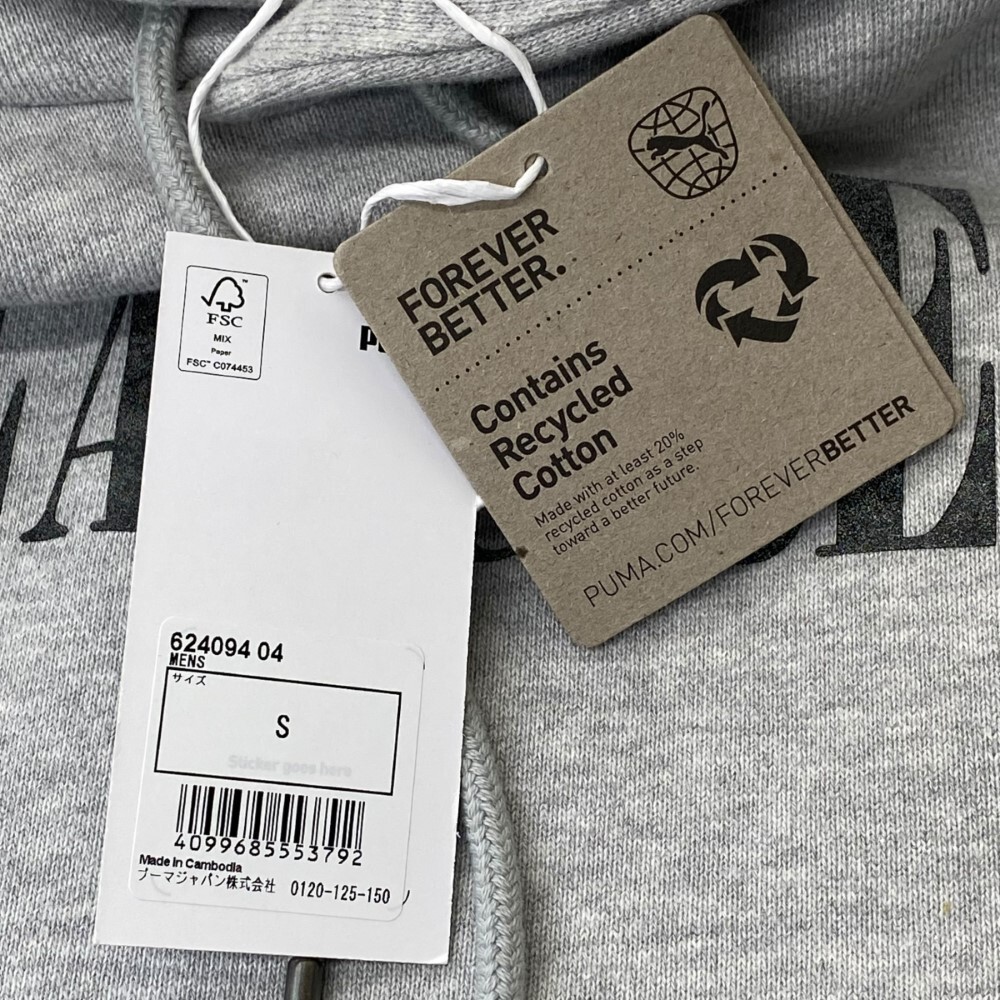 FSC
MIX
Paper
FSC™ C074453
624094 04
MENS
サイズ
S
Sticker goes here
4099685553792
Made in Cambodia
プーマジャパン株式会社 0120-125-150
FOREVER
BETTER.
Contains
Recycled
Cotton
Made with at least 20%
recycled cotton as a step
toward a better future.
PUMA.COM/FOREVERBETTER